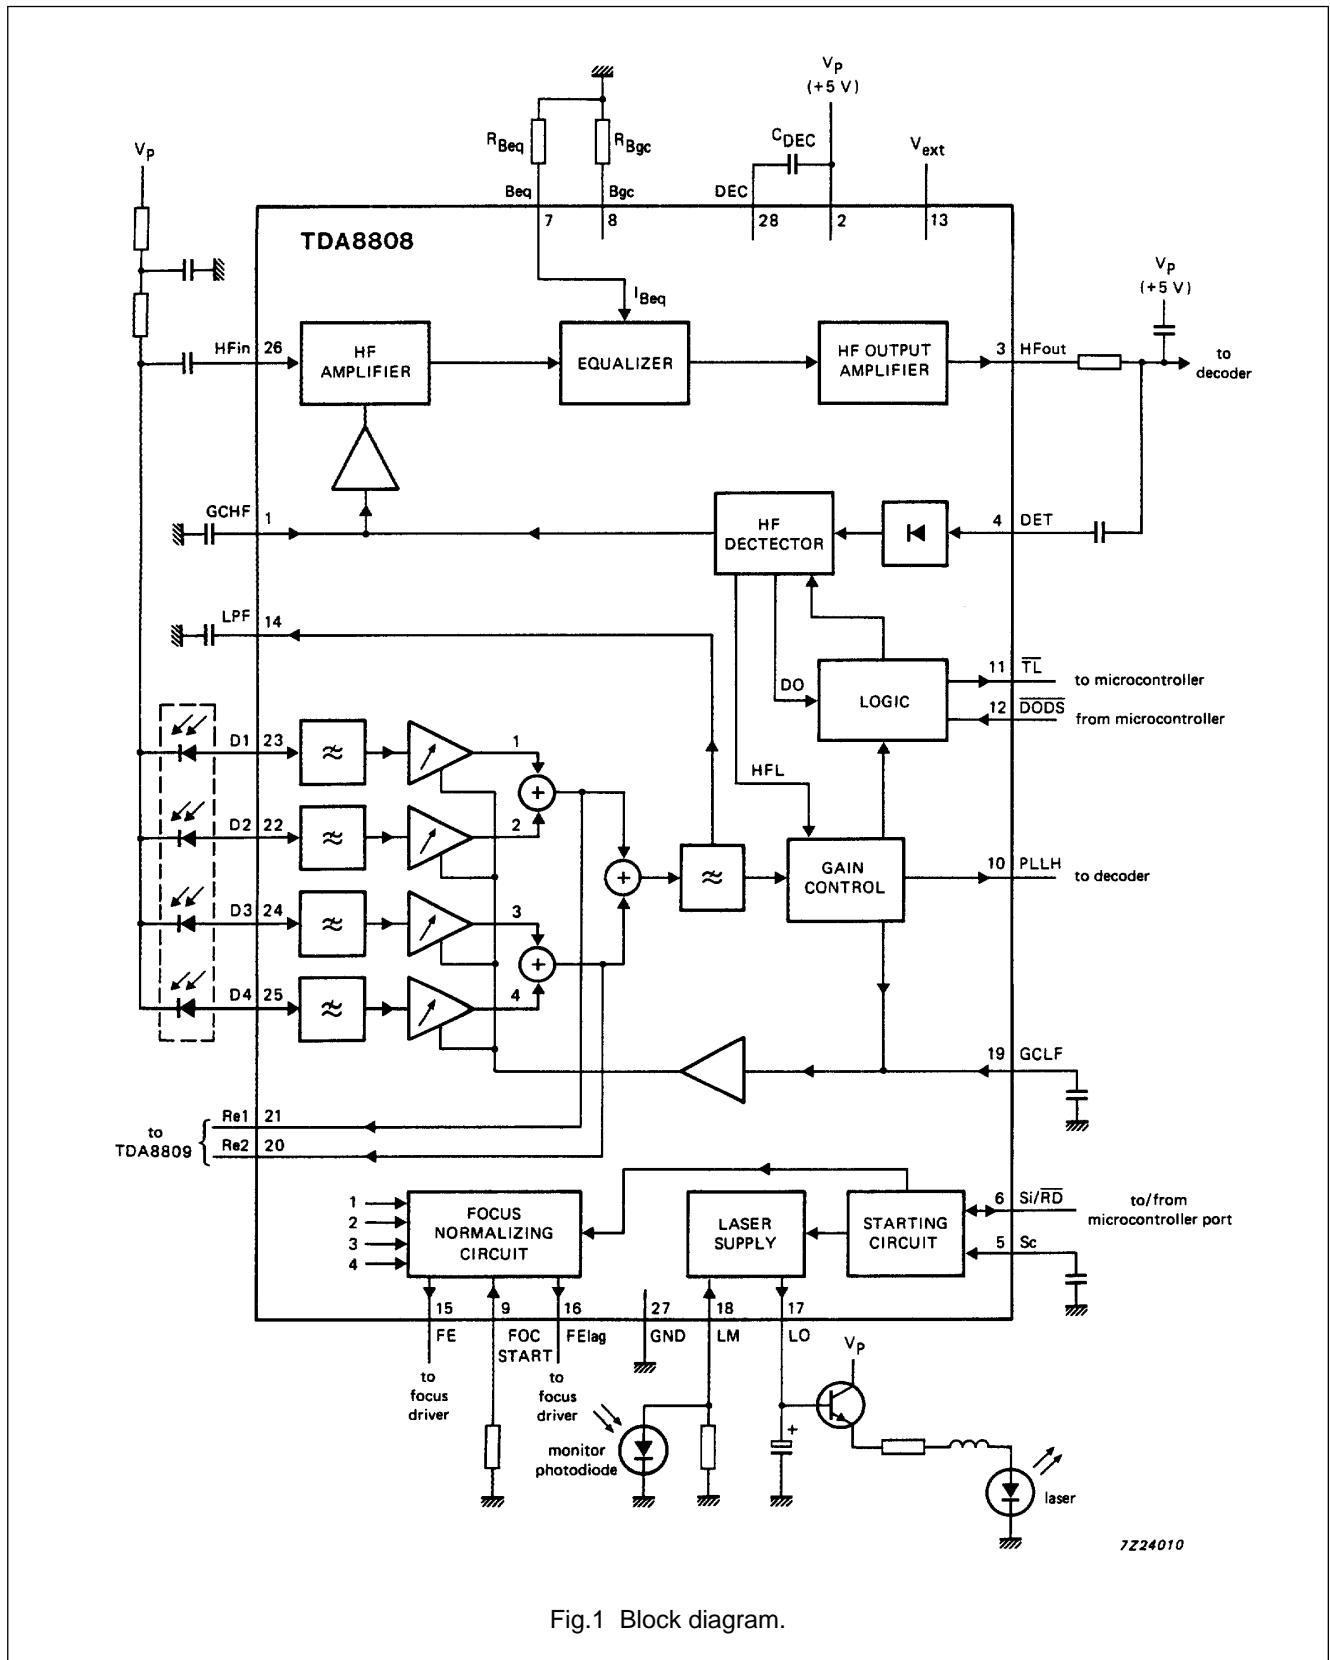 Vp
(+5 V)
CDEC
RBeq
RBgc
Vext
Vp
Beq
Bgc
DEC
7
8
28
2
13
TDA8808
IBeq
Vp
(+5 V)
HFin
26
HF
AMPLIFIER
EQUALIZER
HF OUTPUT
AMPLIFIER
3
HFout
to
decoder
GCHF
1
HF
DECTECTOR
4
DET
LPF
14
DO
LOGIC
11
TL
to microcontroller
12
DODS
from microcontroller
D1
23
≈
1
+
HFL
D2
22
≈
2
+
≈
GAIN
CONTROL
10
PLLH
to decoder
D3
24
≈
3
+
D4
25
≈
4
19
GCLF
to
TDA8809
Re1
21
Re2
20
1
2
3
4
FOCUS
NORMALIZING
CIRCUIT
LASER
SUPPLY
STARTING
CIRCUIT
6
Si/RD
to/from
microcontroller port
5
Sc
15
9
16
27
18
17
FE
FOC
START
FElag
GND
LM
LO
Vp
to
focus
driver
to
focus
driver
monitor
photodiode
+
laser
7Z24010
Fig.1 Block diagram.